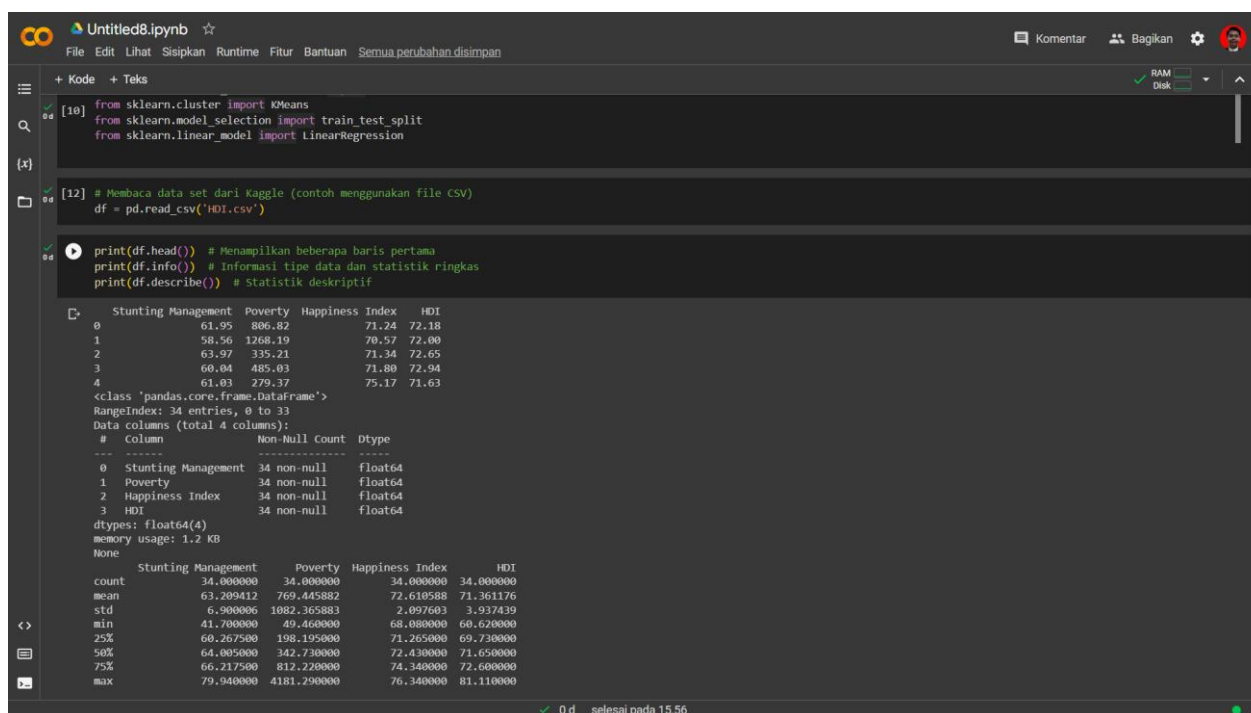 Untitled8.ipynb
File Edit Lihat Sisipkan Runtime Fitur Bantuan Semua perubahan disimpan
Komentar Bagikan
+ Kode + Teks
RAM
Disk
[10] from sklearn.cluster import KMeans
from sklearn.model_selection import train_test_split
from sklearn.linear_model import LinearRegression
{x}
[12] # Membaca data set dari Kaggle (contoh menggunakan file CSV)
df = pd.read_csv('HDI.csv')
print(df.head()) # Menampilkan beberapa baris pertama
print(df.info()) # Informasi tipe data dan statistik ringkas
print(df.describe()) # Statistik deskriptif
Stunting Management Poverty Happiness Index HDI
0 61.95 806.82 71.24 72.18
1 58.56 1268.19 70.57 72.00
2 63.97 335.21 71.34 72.65
3 60.04 485.03 71.80 72.94
4 61.03 279.37 75.17 71.63
<class 'pandas.core.frame.DataFrame'>
RangeIndex: 34 entries, 0 to 33
Data columns (total 4 columns):
# Column Non-Null Count Dtype
--- ------ -------------- -----
0 Stunting Management 34 non-null float64
1 Poverty 34 non-null float64
2 Happiness Index 34 non-null float64
3 HDI 34 non-null float64
dtypes: float64(4)
memory usage: 1.2 KB
None
Stunting Management Poverty Happiness Index HDI
count 34.000000 34.000000 34.000000 34.000000
mean 63.209412 769.445882 72.610588 71.361176
std 6.900006 1082.365883 2.097603 3.937439
min 41.700000 49.460000 68.080000 60.620000
25% 60.267500 198.195000 71.265000 69.730000
50% 64.005000 342.730000 72.430000 71.650000
75% 66.217500 812.220000 74.340000 72.600000
max 79.940000 4181.290000 76.340000 81.110000
0 d selesai pada 15.56